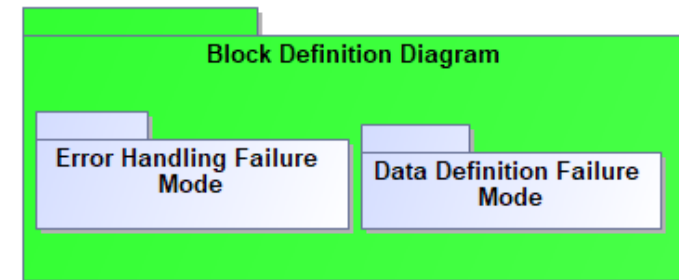 Block Definition Diagram
Error Handling Failure
Mode
Data Definition Failure
Mode